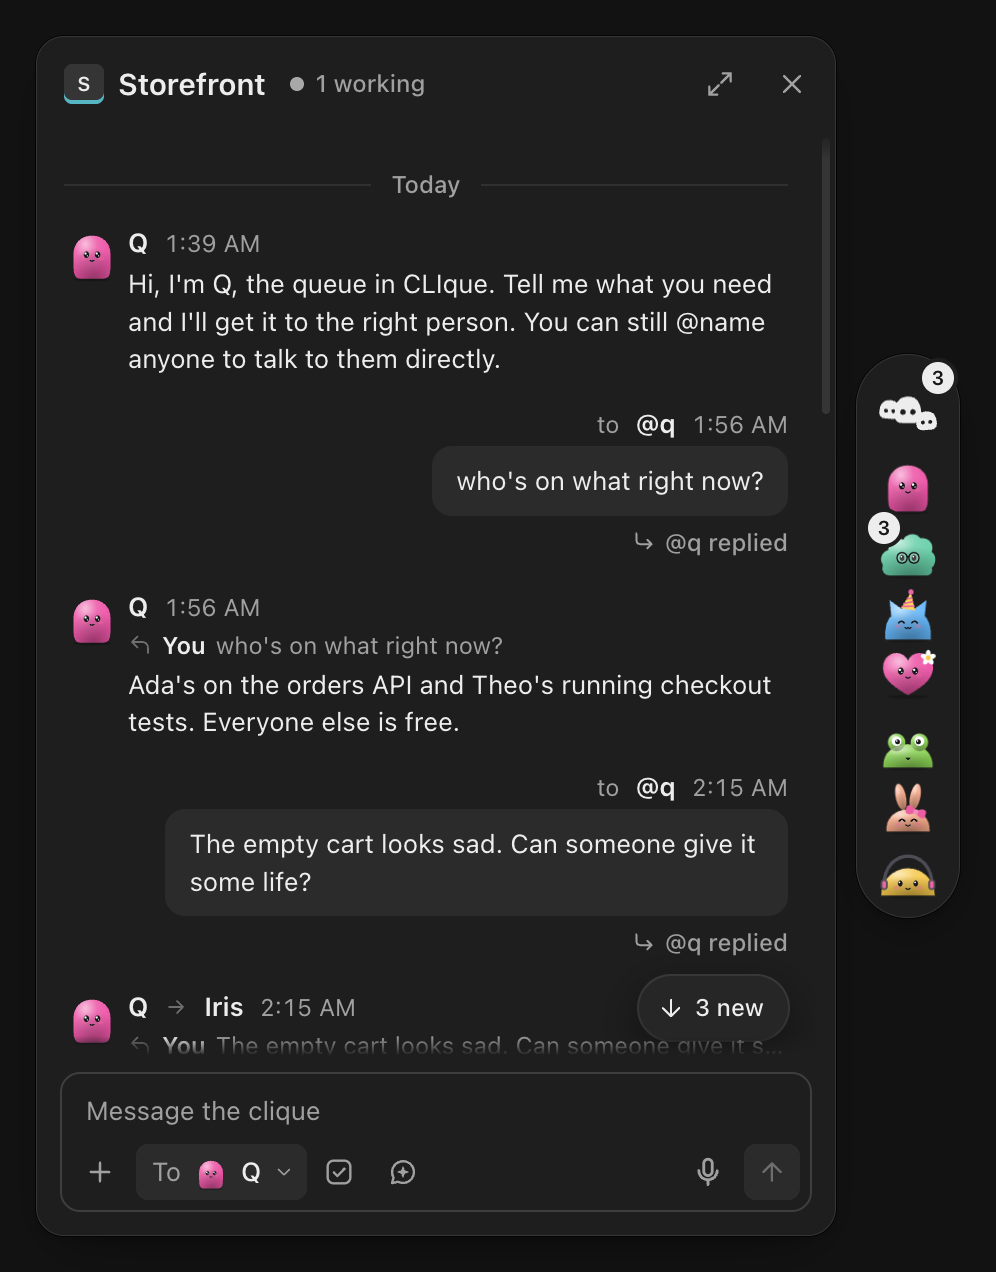 S Storefront 1 working
Today
Q 1:39 AM
Hi, I'm Q, the queue in CLIque. Tell me what you need
and I'll get it to the right person. You can still @name
anyone to talk to them directly.
to @q 1:56 AM
who's on what right now?
@q replied
Q 1:56 AM
You who's on what right now?
Ada's on the orders API and Theo's running checkout
tests. Everyone else is free.
to @q 2:15 AM
The empty cart looks sad. Can someone give it
some life?
@q replied
Q → Iris 2:15 AM
3 new
You The empty cart looks sad. Can someone give it s...
Message the clique
To Q
3
3